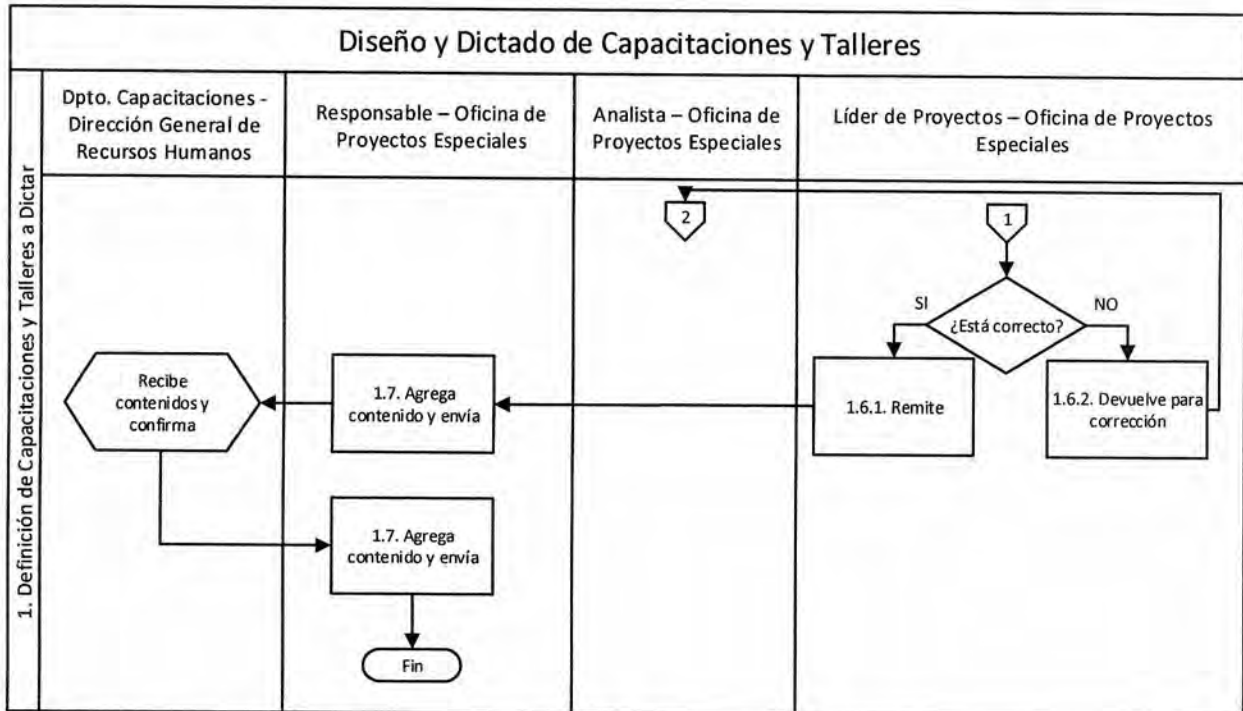 Diseño y Dictado de Capacitaciones y Talleres
Dpto. Capacitaciones -
Dirección General de
Recursos Humanos
Responsable – Oficina de
Proyectos Especiales
Analista – Oficina de
Proyectos Especiales
Líder de Proyectos – Oficina de Proyectos
Especiales
1. Definición de Capacitaciones y Talleres a Dictar
2
1
SI
¿Está correcto?
NO
Recibe
contenidos y
confirma
1.7. Agrega
contenido y envía
1.6.1. Remite
1.6.2. Devuelve para
corrección
1.7. Agrega
contenido y envía
Fin